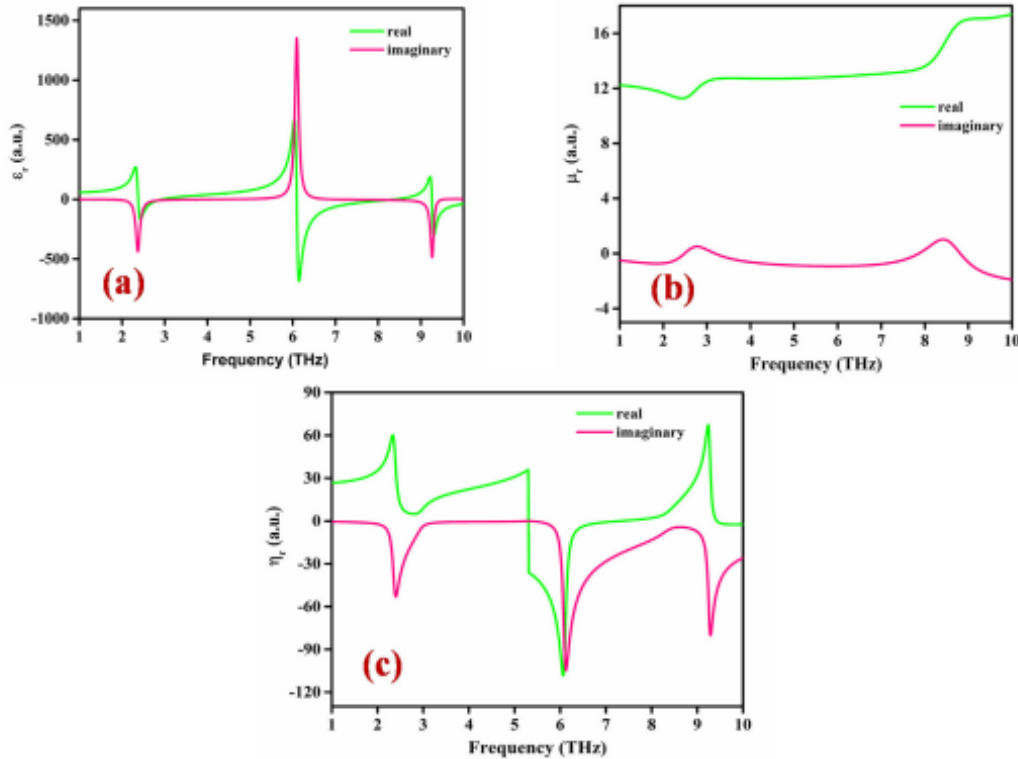 1500
1000
500
0
-500
-1000
εr (a.u.)
real
imaginary
(a)
1 2 3 4 5 6 7 8 9 10
Frequency (THz)
16
12
8
4
0
-4
μr (a.u.)
real
imaginary
(b)
1 2 3 4 5 6 7 8 9 10
Frequency (THz)
90
60
30
0
-30
-60
-90
-120
ηr (a.u.)
real
imaginary
(c)
1 2 3 4 5 6 7 8 9 10
Frequency (THz)